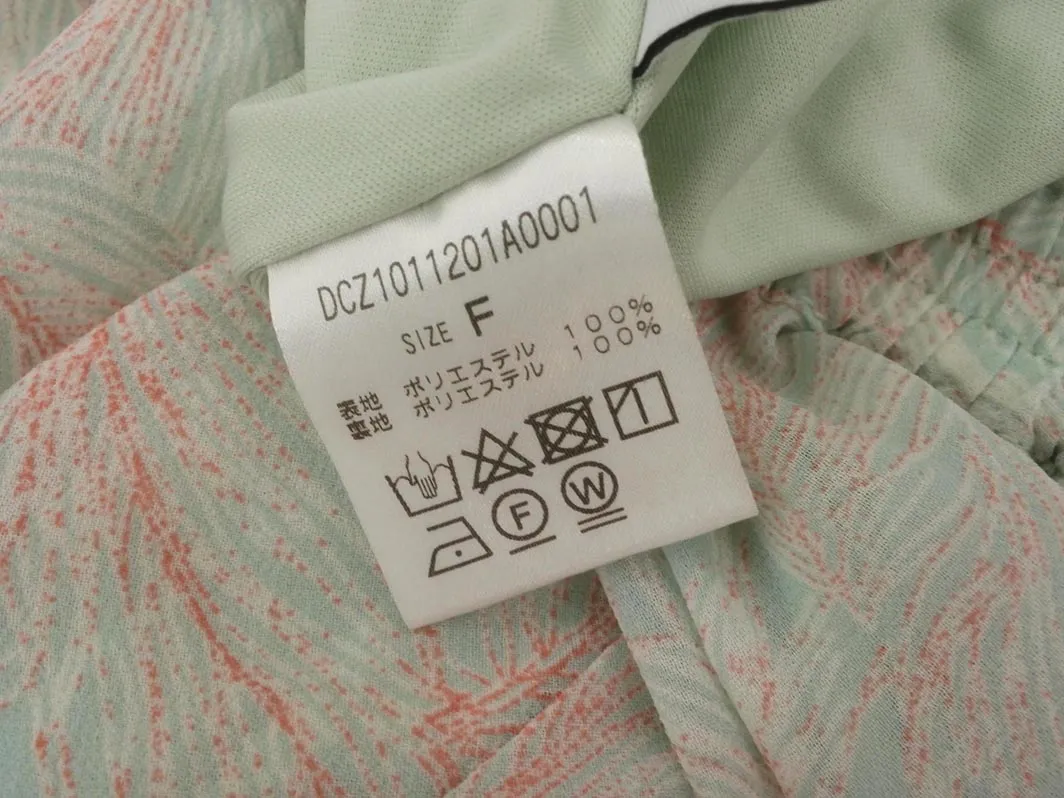 DCZ1011201A0001
SIZE F
表地 ポリエステル 100%
裏地 ポリエステル 100%
F
W